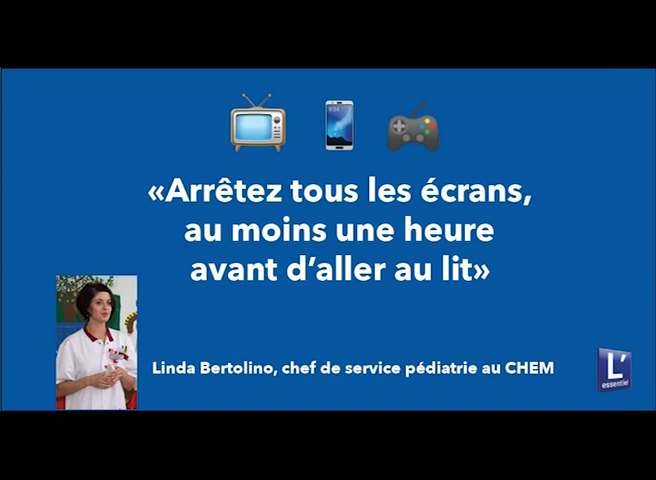 «Arrêtez tous les écrans,
au moins une heure
avant d’aller au lit»
Linda Bertolino, chef de service pédiatrie au CHEM
L’
essentiel